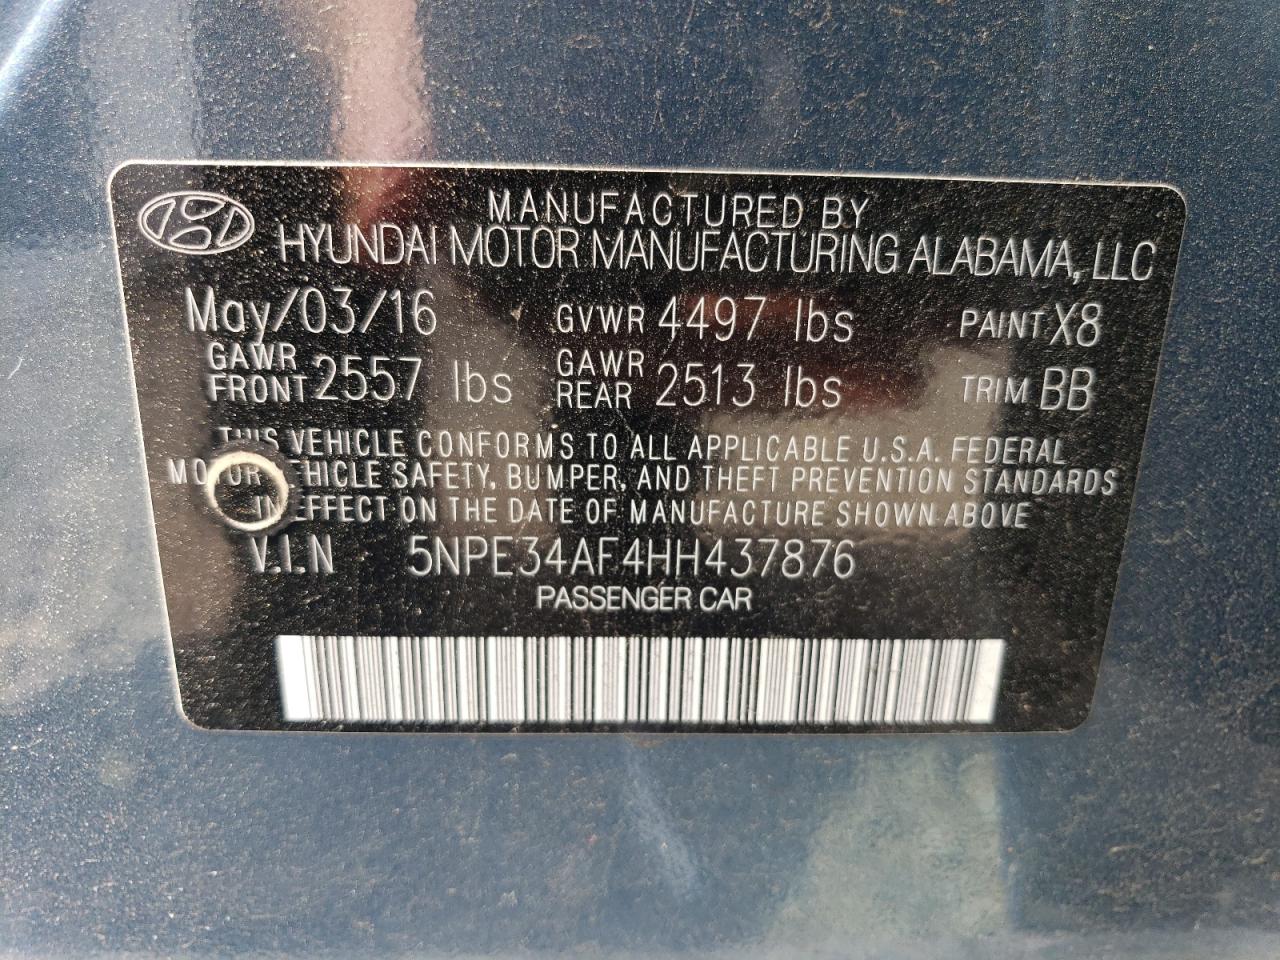 MANUFACTURED BY
HYUNDAI MOTOR MANUFACTURING ALABAMA, LLC
May/03/16 GVWR 4497 lbs PAINT X8
GAWR FRONT 2557 lbs GAWR REAR 2513 lbs TRIM BB
THIS VEHICLE CONFORMS TO ALL APPLICABLE U.S.A. FEDERAL
MOTOR VEHICLE SAFETY, BUMPER, AND THEFT PREVENTION STANDARDS
IN EFFECT ON THE DATE OF MANUFACTURE SHOWN ABOVE
V.I.N 5NPE34AF4HH437876
PASSENGER CAR